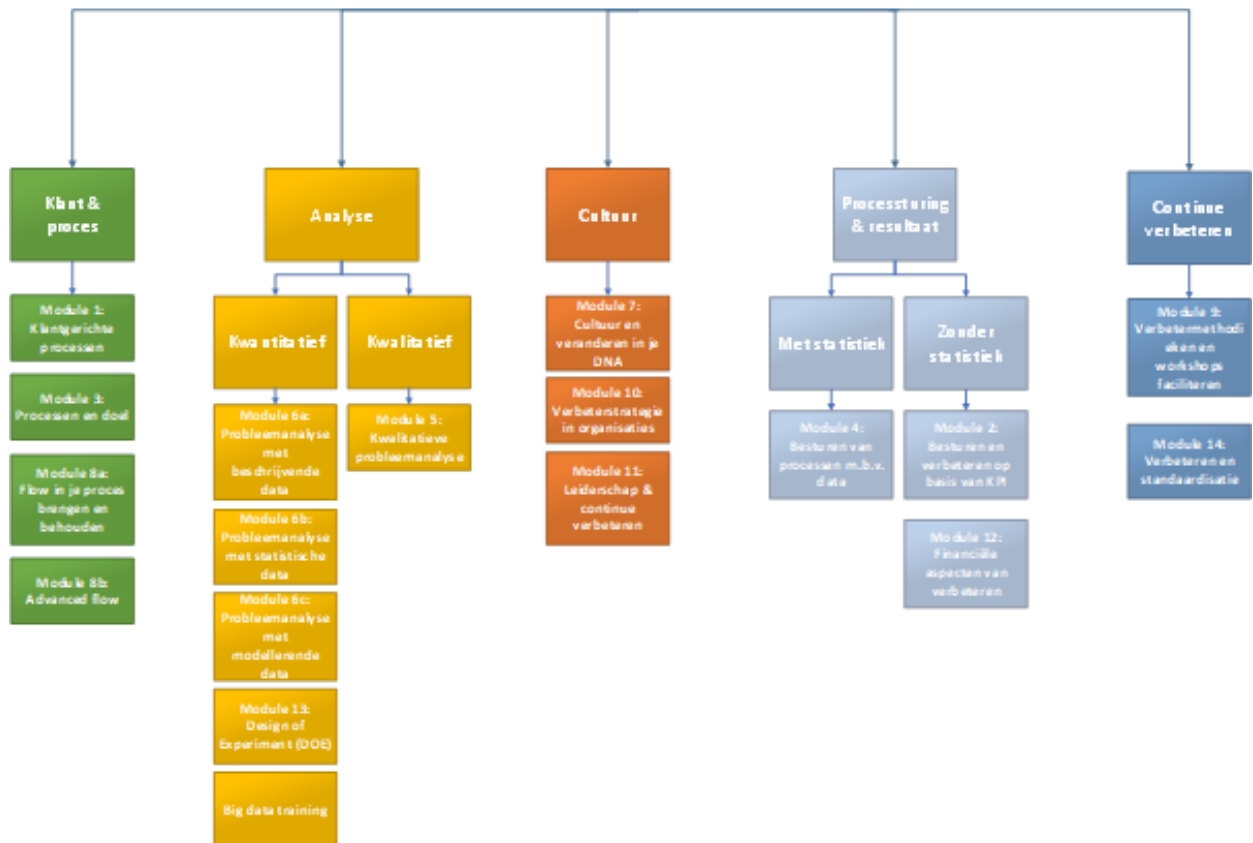 Klant &
proces
Module 1:
Klantgerichte
processen
Module 3:
Processen en doel
Module 8a:
Flow in je proces
brengen en
behouden
Module 8b:
Advanced flow
Analyse
Kwantitatief
Module 6a:
Probleemanalyse
met
beschrijvende
data
Module 6b:
Probleemanalyse
met statistische
data
Module 6c:
Probleemanalyse
met
modellerende
data
Module 13:
Design of
Experiment (DOE)
Big data training
Kwalitatief
Module 5:
Kwalitatieve
probleemanalyse
Cultuur
Module 7:
Cultuur en
veranderen in je
DNA
Module 10:
Verbeterstrategie
in organisaties
Module 11:
Leiderschap &
continue
verbeteren
Processturing
& resultaat
Met statistiek
Module 4:
Besturen van
processen m.b.v.
data
Zonder
statistiek
Module 2:
Besturen en
verbeteren op
basis van KPI
Module 12:
Financiële
aspecten van
verbeteren
Continue
verbeteren
Module 9:
Verbetermethodi
eken en
workshops
faciliteren
Module 14:
Verbeteren en
standaardisatie